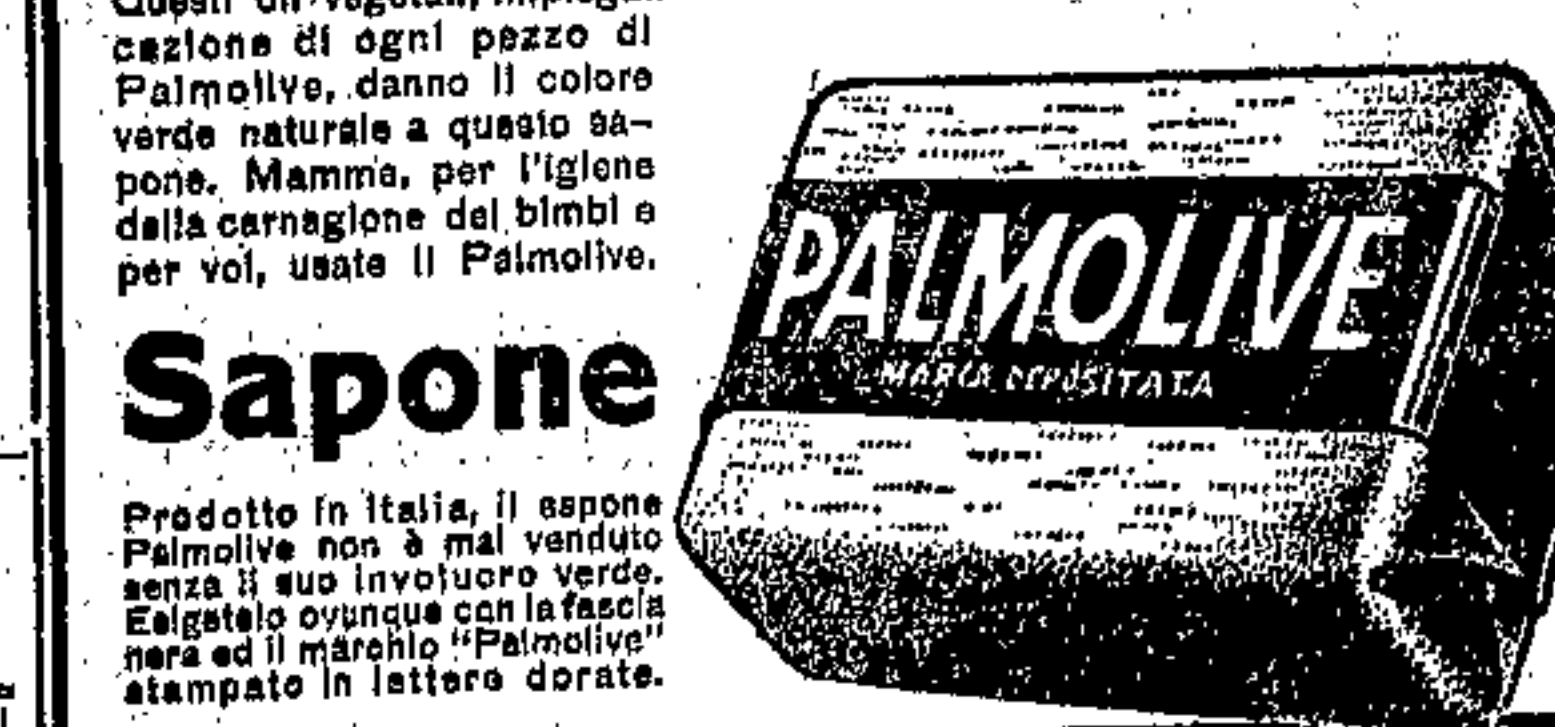 Questi oli vegetali,
cazione di ogni pezzo di
Palmolive, danno il colore
verde naturale a questo sa-
pone. Mamme, per l'igiene
della carnagione dei bimbi e
per voi, usate il Palmolive.
Sapone
Prodotto in Italia, il sapone
Palmolive non è mai venduto
senza il suo involucro verde.
Esigetelo ovunque con la fascia
nera ed il marchio "Palmolive"
stampato in lettere dorate.
PALMOLIVE
MARCA DEPOSITATA